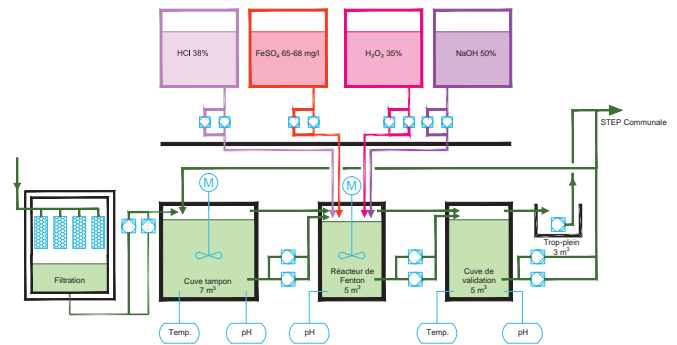 HCl 38%
FeSO₄ 65-68 mg/l
H₂O₂ 35%
NaOH 50%
STEP Communale
M
M
Filtration
Cuve tampon
7 m³
Réacteur de
Fenton
5 m³
Cuve de
validation
5 m³
Trop-plein
3 m³
Temp.
pH
pH
Temp.
pH